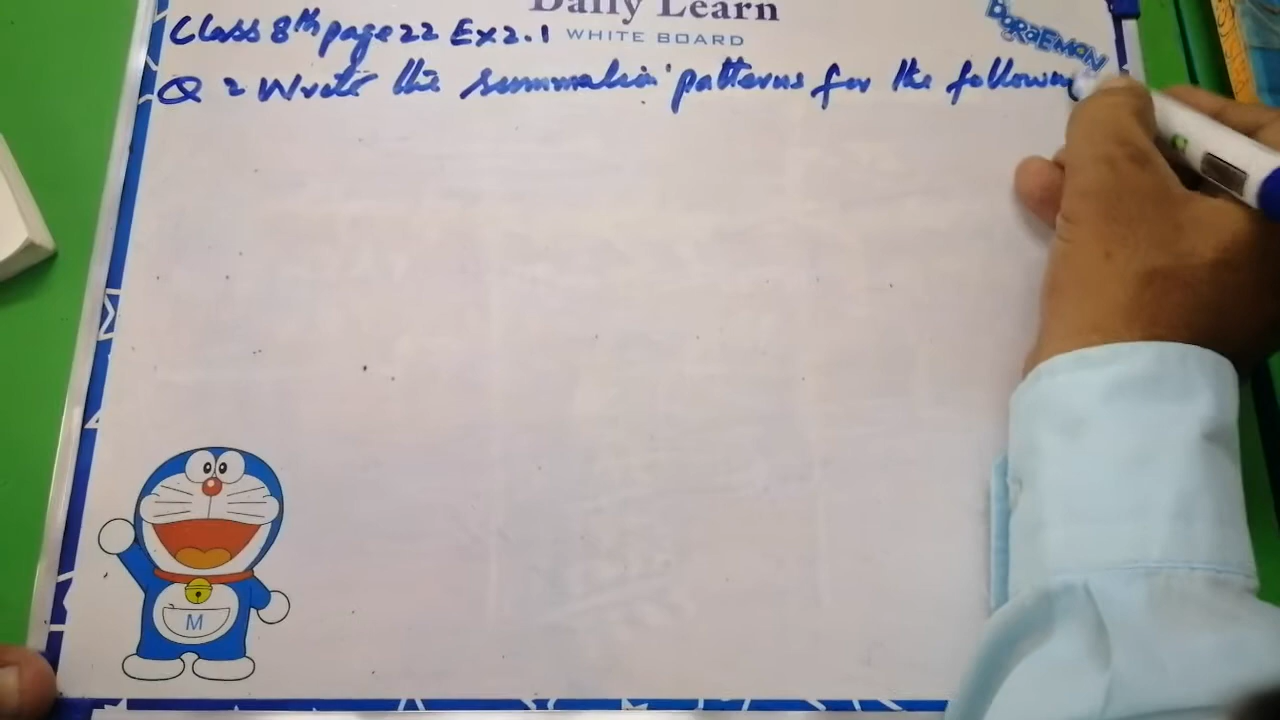 Daily Learn
WHITE BOARD
DORAEMON
Class 8th page 22 Ex 2.1
Q 2 Write the summation patterns for the following
M